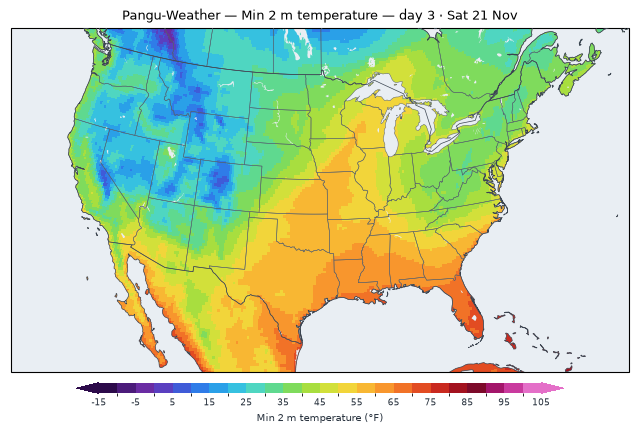 Pangu-Weather — Min 2 m temperature — day 3 · Sat 21 Nov
-15 -5 5 15 25 35 45 55 65 75 85 95 105
Min 2 m temperature (°F)